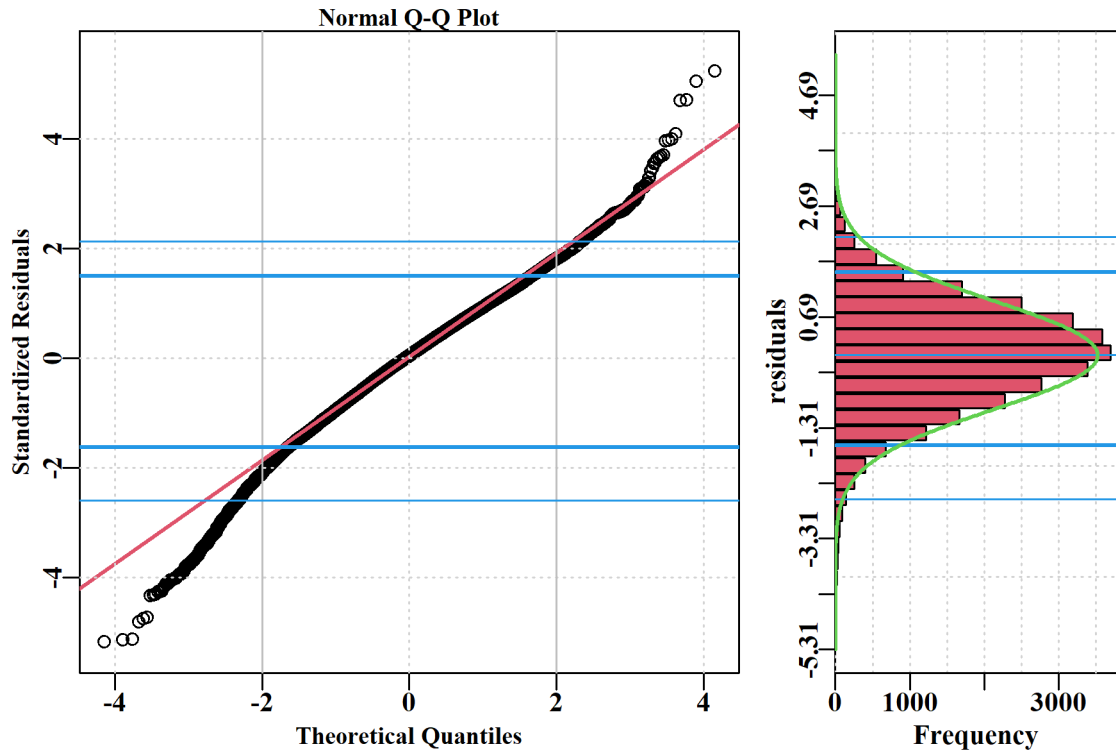 Normal Q-Q Plot
Standardized Residuals
4
2
0
-2
-4
-4 -2 0 2 4
Theoretical Quantiles
residuals
4.69
2.69
0.69
-1.31
-3.31
-5.31
0 1000 3000
Frequency